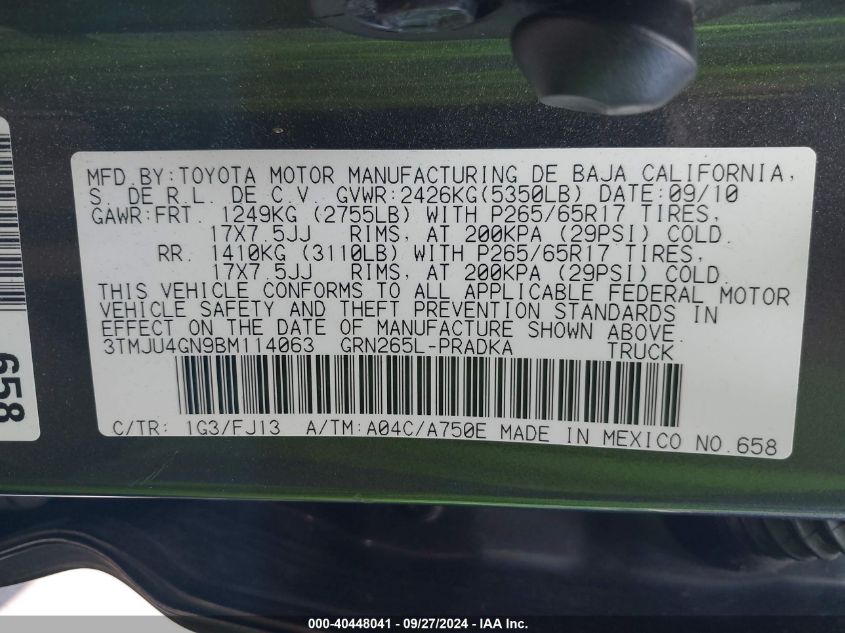 MFD.BY:TOYOTA MOTOR MANUFACTURING DE BAJA CALIFORNIA,
S. DE R.L. DE C.V. GVWR:2426KG(5350LB) DATE:09/10
GAWR:FRT. 1249KG (2755LB) WITH P265/65R17 TIRES,
17X7.5JJ RIMS, AT 200KPA (29PSI) COLD.
RR. 1410KG (3110LB) WITH P265/65R17 TIRES,
17X7.5JJ RIMS, AT 200KPA (29PSI) COLD.
THIS VEHICLE CONFORMS TO ALL APPLICABLE FEDERAL MOTOR
VEHICLE SAFETY AND THEFT PREVENTION STANDARDS IN
EFFECT ON THE DATE OF MANUFACTURE SHOWN ABOVE.
3TMJU4GN9BM114063 GRN265L-PRADKA TRUCK
C/TR: 1G3/FJ13 A/TM:A04C/A750E MADE IN MEXICO NO.658
658
000-40448041 - 09/27/2024 - IAA Inc.